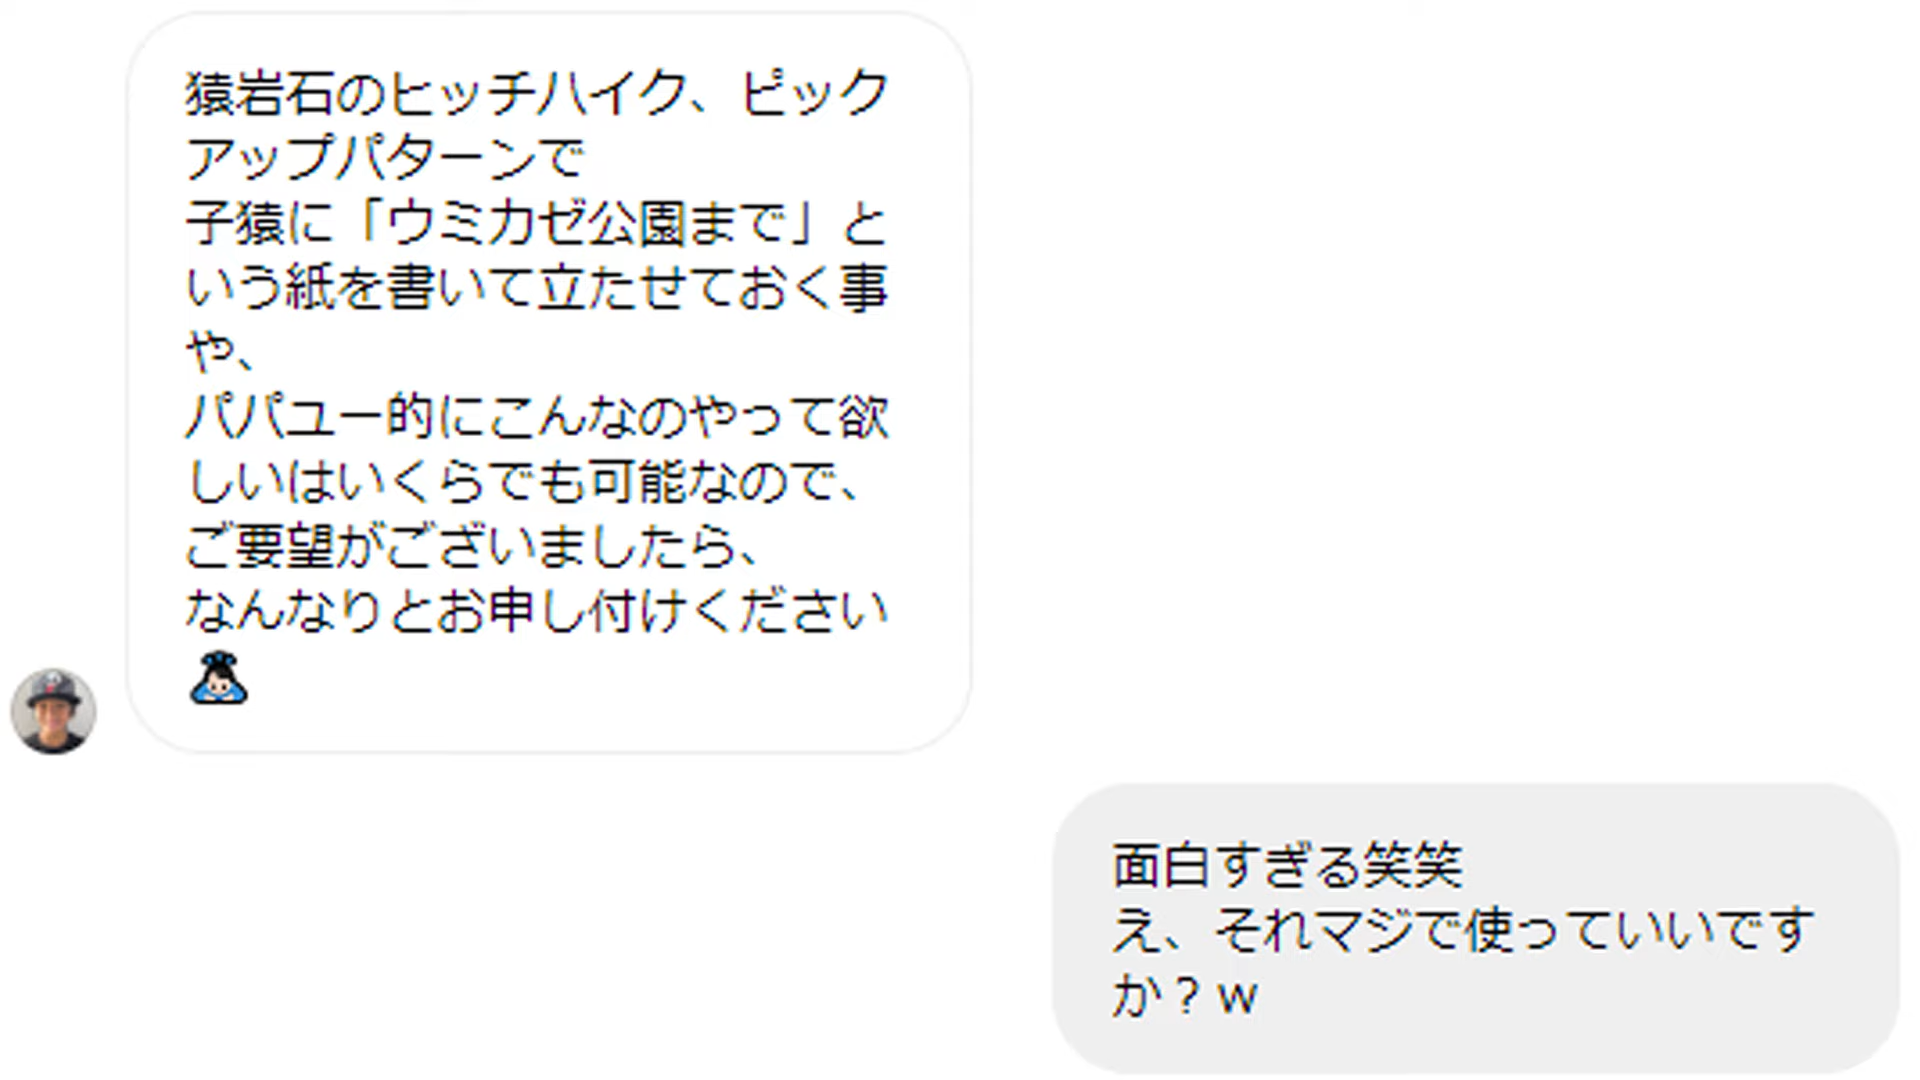 猿岩石のヒッチハイク、ピック
アップパターンで
子猿に「ウミカゼ公園まで」と
いう紙を書いて立たせておく事
や、
パパユー的にこんなのやって欲
しいはいくらでも可能なので、
ご要望がございましたら、
なんなりとお申し付けください
面白すぎる笑笑
え、それマジで使っていいです
か？w